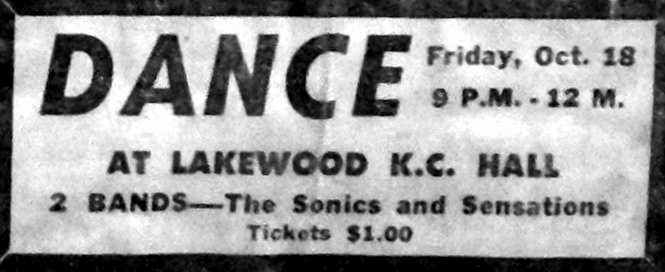 DANCE Friday, Oct. 18
9 P.M. - 12 M.
AT LAKEWOOD K.C. HALL
2 BANDS—The Sonics and Sensations
Tickets $1.00